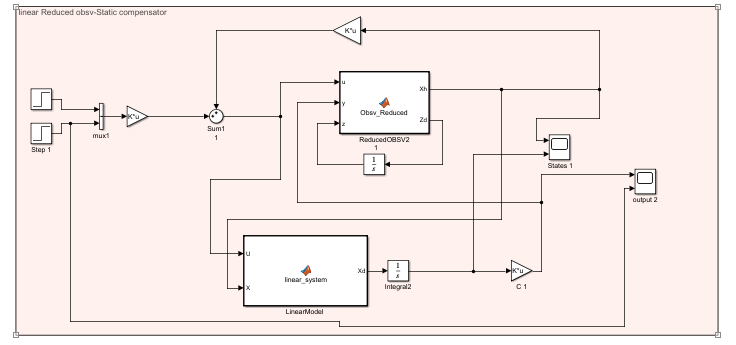 linear Reduced obsv-Static compensator
K*u
u
y
z
Obsv_Reduced
Xh
Zd
ReducedOBSV2
1
mux1
K*u
Sum1
1
Step 1
1
s
States 1
output 2
U
X
linear_system
Xd
LinearModel
1
s
Integral2
K*u
C 1